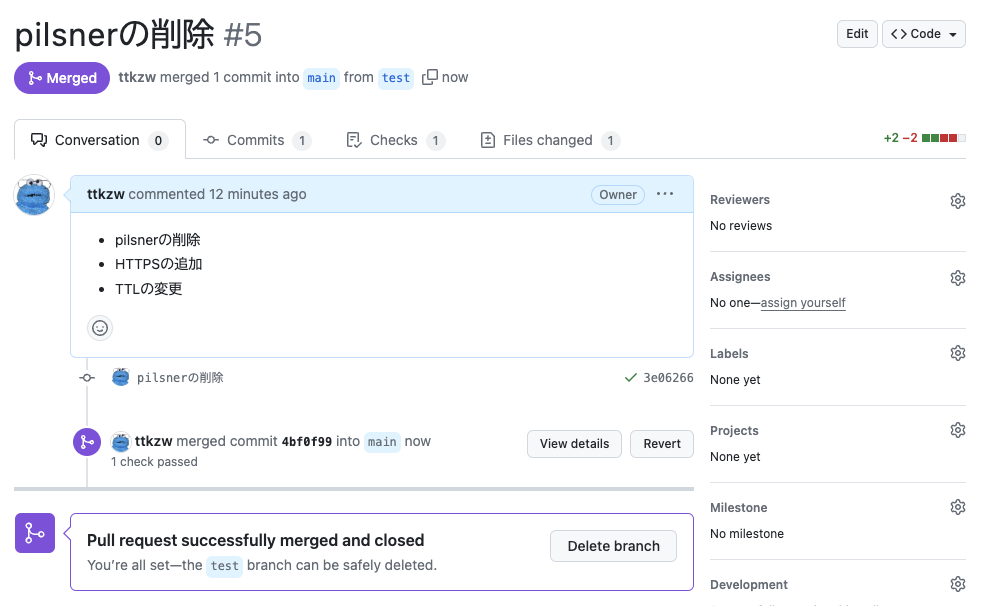 pilsnerの削除 #5
Edit
<> Code
Merged
ttkzw merged 1 commit into main from test now
Conversation 0
Commits 1
Checks 1
Files changed 1
+2 −2
ttkzw commented 12 minutes ago
Owner
pilsnerの削除
HTTPSの追加
TTLの変更
pilsnerの削除
3e06266
ttkzw merged commit 4bf0f99 into main now
1 check passed
View details
Revert
Pull request successfully merged and closed
You're all set—the test branch can be safely deleted.
Delete branch
Reviewers
No reviews
Assignees
No one—assign yourself
Labels
None yet
Projects
None yet
Milestone
No milestone
Development